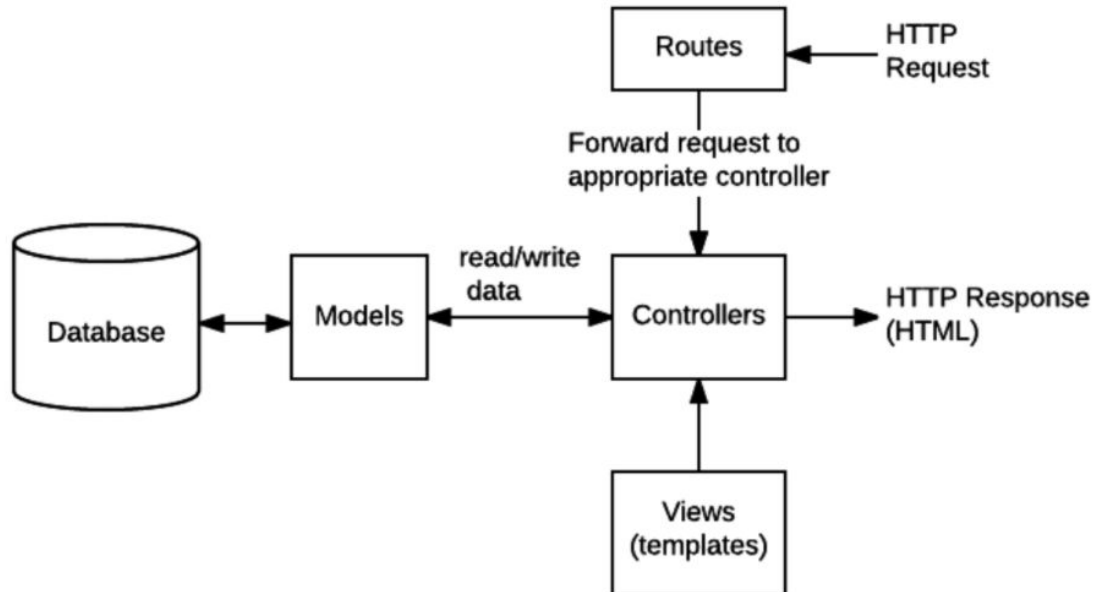 Routes
HTTP
Request
Forward request to
appropriate controller
read/write
data
Database
Models
Controllers
HTTP Response
(HTML)
Views
(templates)